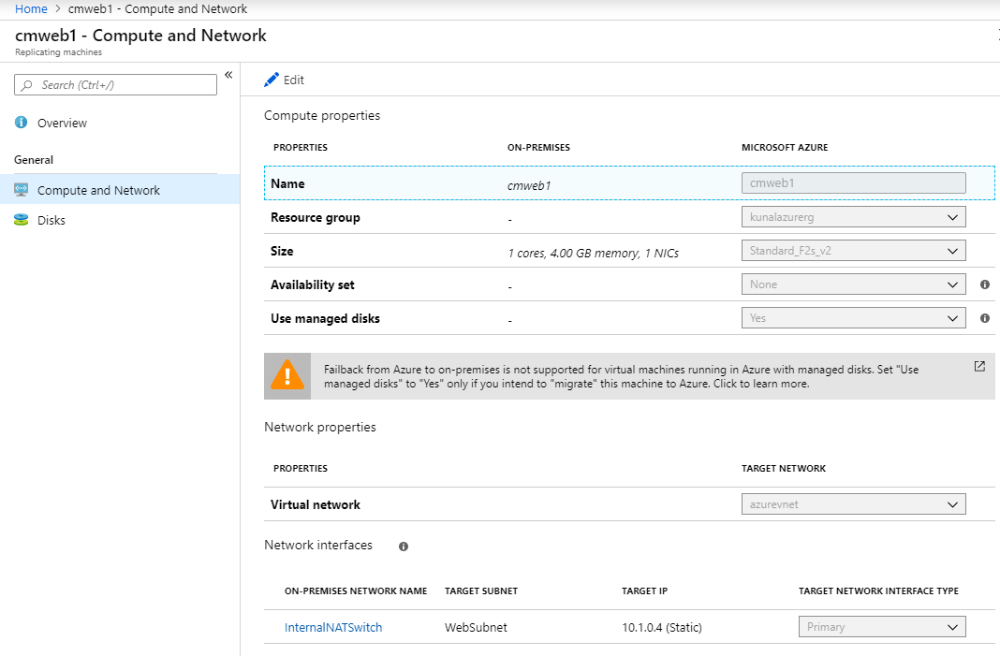 Home > cmweb1 - Compute and Network
cmweb1 - Compute and Network
Replicating machines
Search (Ctrl+/)
«
Overview
General
Compute and Network
Disks
Edit
Compute properties
PROPERTIES ON-PREMISES MICROSOFT AZURE
Name cmweb1 cmweb1
Resource group - kunalazurerg
Size 1 cores, 4.00 GB memory, 1 NICs Standard_F2s_v2
Availability set - None
Use managed disks - Yes
Failback from Azure to on-premises is not supported for virtual machines running in Azure with managed disks. Set "Use
managed disks" to "Yes" only if you intend to "migrate" this machine to Azure. Click to learn more.
Network properties
PROPERTIES TARGET NETWORK
Virtual network azurevnet
Network interfaces
ON-PREMISES NETWORK NAME TARGET SUBNET TARGET IP TARGET NETWORK INTERFACE TYPE
InternalNATSwitch WebSubnet 10.1.0.4 (Static) Primary